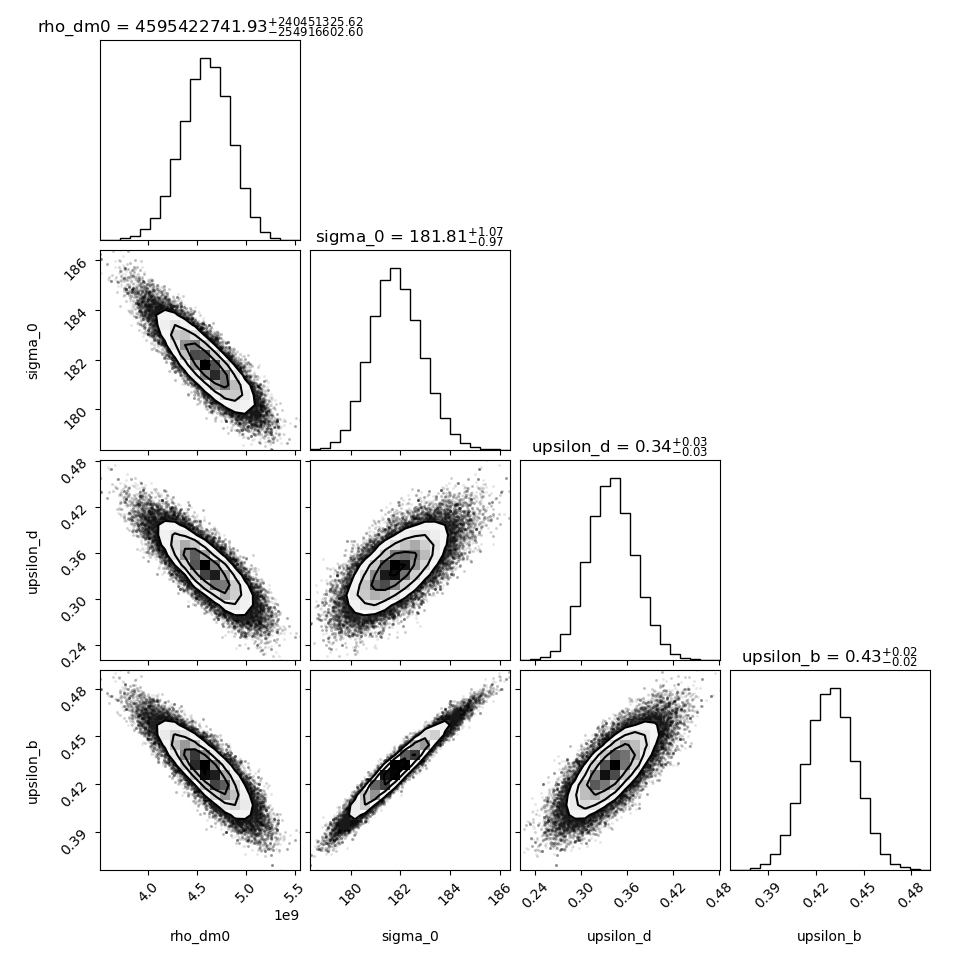 rho_dm0 = 4595422741.93+240451325.62−254916602.60
sigma_0 = 181.81+1.07−0.97
186
184
182
180
sigma_0
upsilon_d = 0.34+0.03−0.03
0.48
0.42
0.36
0.30
0.24
upsilon_d
upsilon_b = 0.43+0.02−0.02
0.48
0.45
0.42
0.39
upsilon_b
4.0 4.5 5.0 5.5
1e9
rho_dm0
180 182 184 186
sigma_0
0.24 0.30 0.36 0.42 0.48
upsilon_d
0.39 0.42 0.45 0.48
upsilon_b